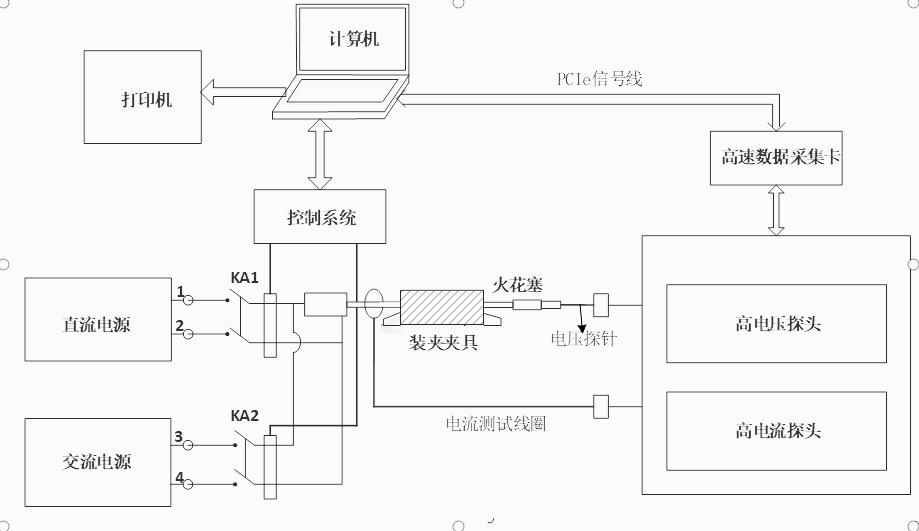 计算机
PCIe信号线
打印机
高速数据采集卡
控制系统
KA1
火花塞
1
直流电源
2
高电压探头
电压探针
装夹夹具
KA2
电流测试线圈
高电流探头
3
交流电源
4